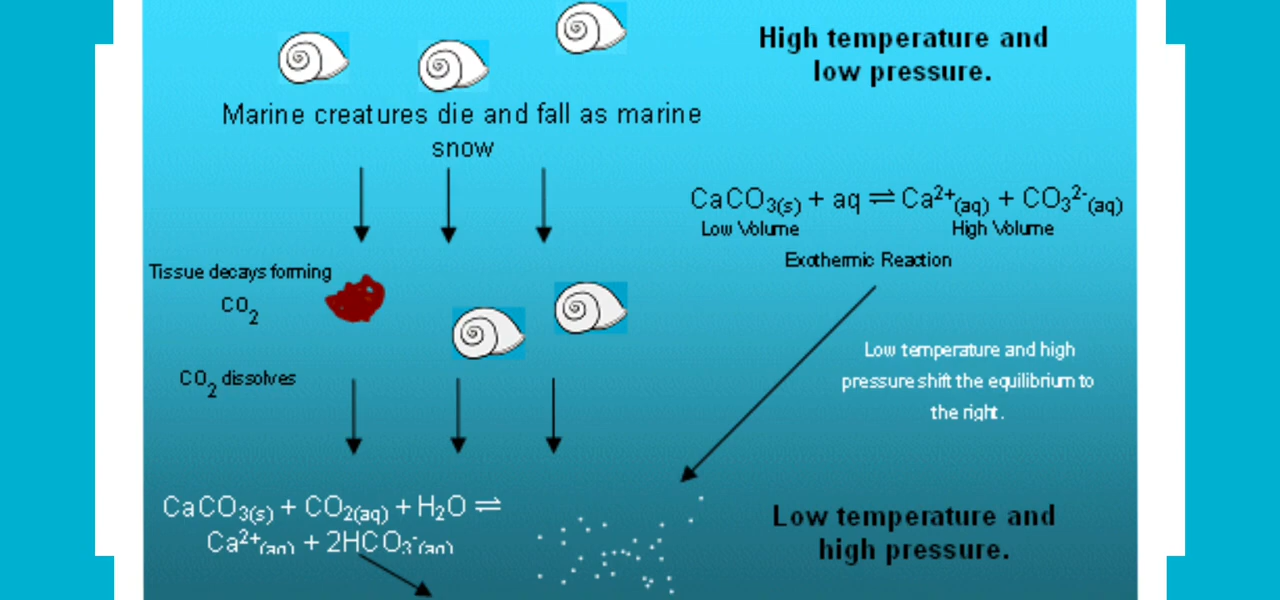 High temperature and
low pressure.
Marine creatures die and fall as marine
snow
CaCO₃(s) + aq ⇌ Ca²⁺(aq) + CO₃²⁻(aq)
Low Volume
High Volume
Exothermic Reaction
Tissue decays forming
CO₂
Low temperature and high
pressure shift the equilibrium to
the right.
CO₂ dissolves
CaCO₃(s) + CO₂(aq) + H₂O ⇌
Ca²⁺(aq) + 2HCO₃⁻(aq)
Low temperature and
high pressure.